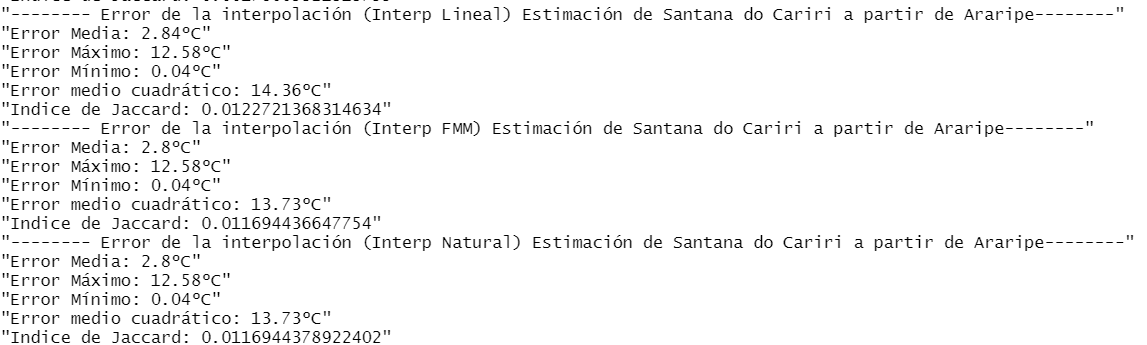 "-------- Error de la interpolación (Interp Lineal) Estimación de Santana do Cariri a partir de Araripe--------"
"Error Media: 2.84ºC"
"Error Máximo: 12.58ºC"
"Error Mínimo: 0.04ºC"
"Error medio cuadrático: 14.36ºC"
"Indice de Jaccard: 0.0122721368314634"
"-------- Error de la interpolación (Interp FMM) Estimación de Santana do Cariri a partir de Araripe--------"
"Error Media: 2.8ºC"
"Error Máximo: 12.58ºC"
"Error Mínimo: 0.04ºC"
"Error medio cuadrático: 13.73ºC"
"Indice de Jaccard: 0.011694436647754"
"-------- Error de la interpolación (Interp Natural) Estimación de Santana do Cariri a partir de Araripe--------"
"Error Media: 2.8ºC"
"Error Máximo: 12.58ºC"
"Error Mínimo: 0.04ºC"
"Error medio cuadrático: 13.73ºC"
"Indice de Jaccard: 0.0116944378922402"